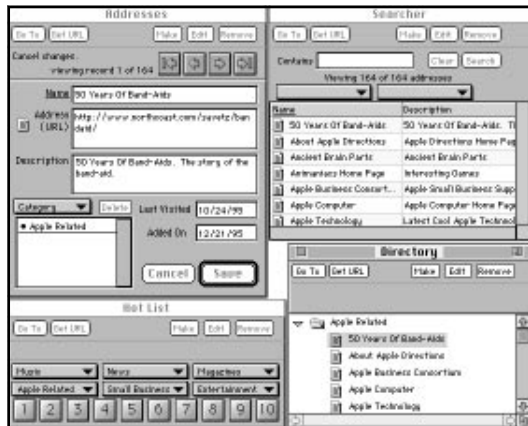 Addresses
Go To Get URL Make Edit Remove
Cancel changes.
viewing record 1 of 164
Name 50 Years Of Band-Aids
Address (URL) http://www.northcoast.com/savetz/bandaid/
Description 50 Years Of Band-Aids. The story of the band-aid.
Category Delete Last Visited 10/24/95
Apple Related
Added On 12/21/95
Cancel Save
Searcher
Go To Get URL Make Edit Remove
Contains Clear Search
Viewing 164 of 164 addresses
Name Description
50 Years Of Band-Aids 50 Years Of Band-Aids. T
About Apple Directions Apple Directions Home Pag
Ancient Brain Parts Ancient Brain Parts
Animaniacs Home Page Interesting Games
Apple Business Consort... Apple Small Business Supp
Apple Computer Apple Computer Home Page
Apple Technology Latest Cool Apple Technol
Hot List
Go To Get URL Make Edit Remove
Music News Magazines
Apple Related Small Business Entertainment
1 2 3 4 5 6 7 8 9 10
Directory
Go To Get URL Make Edit Remove
Apple Related
50 Years Of Band-Aids
About Apple Directions
Apple Business Consortium
Apple Computer
Apple Technology